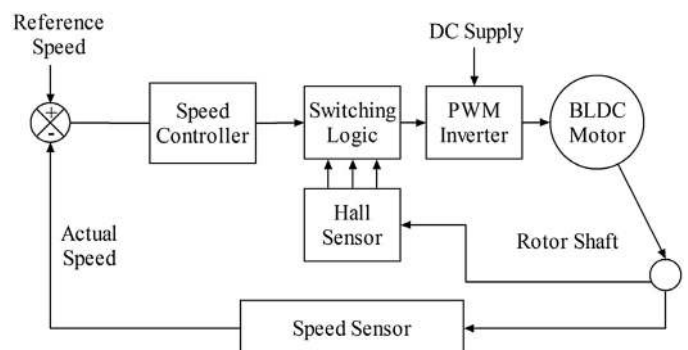 Reference
Speed
DC Supply
+
-
Speed
Controller
Switching
Logic
PWM
Inverter
BLDC
Motor
Hall
Sensor
Actual
Speed
Rotor Shaft
Speed Sensor